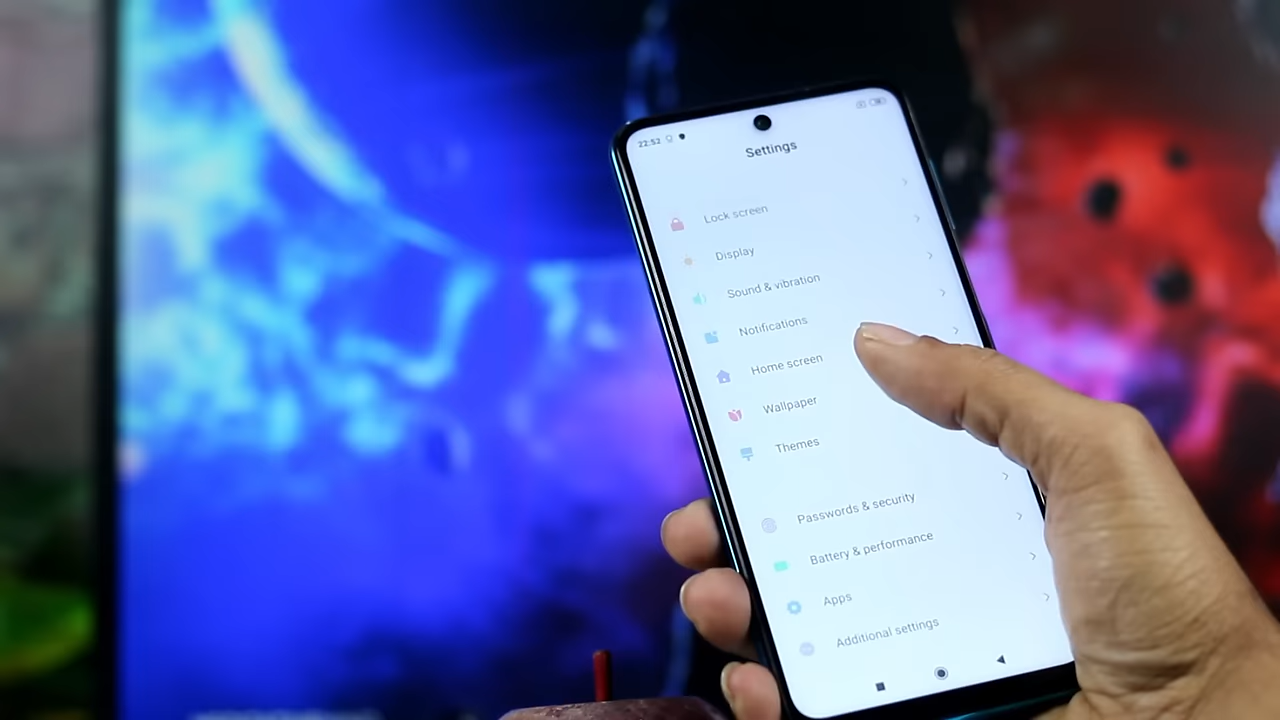 22:52
Settings
Lock screen
Display
Sound & vibration
Notifications
Home screen
Wallpaper
Themes
Passwords & security
Battery & performance
Apps
Additional settings